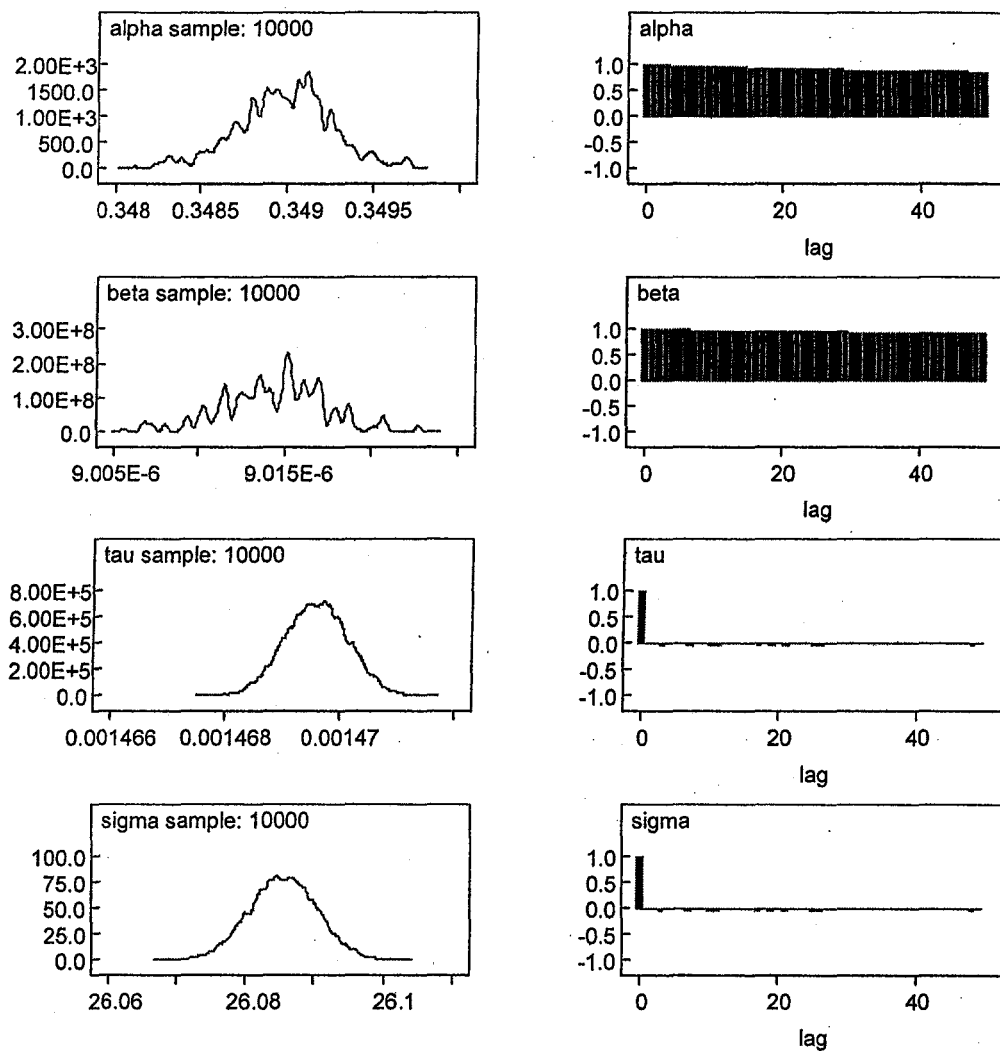 alpha sample: 10000
2.00E+3
1500.0
1.00E+3
500.0
0.0
0.348 0.3485 0.349 0.3495
alpha
1.0
0.5
0.0
-0.5
-1.0
0 20 40
lag
beta sample: 10000
3.00E+8
2.00E+8
1.00E+8
0.0
9.005E-6 9.015E-6
beta
1.0
0.5
0.0
-0.5
-1.0
0 20 40
lag
tau sample: 10000
8.00E+5
6.00E+5
4.00E+5
2.00E+5
0.0
0.001466 0.001468 0.00147
tau
1.0
0.5
0.0
-0.5
-1.0
0 20 40
lag
sigma sample: 10000
100.0
75.0
50.0
25.0
0.0
26.06 26.08 26.1
sigma
1.0
0.5
0.0
-0.5
-1.0
0 20 40
lag